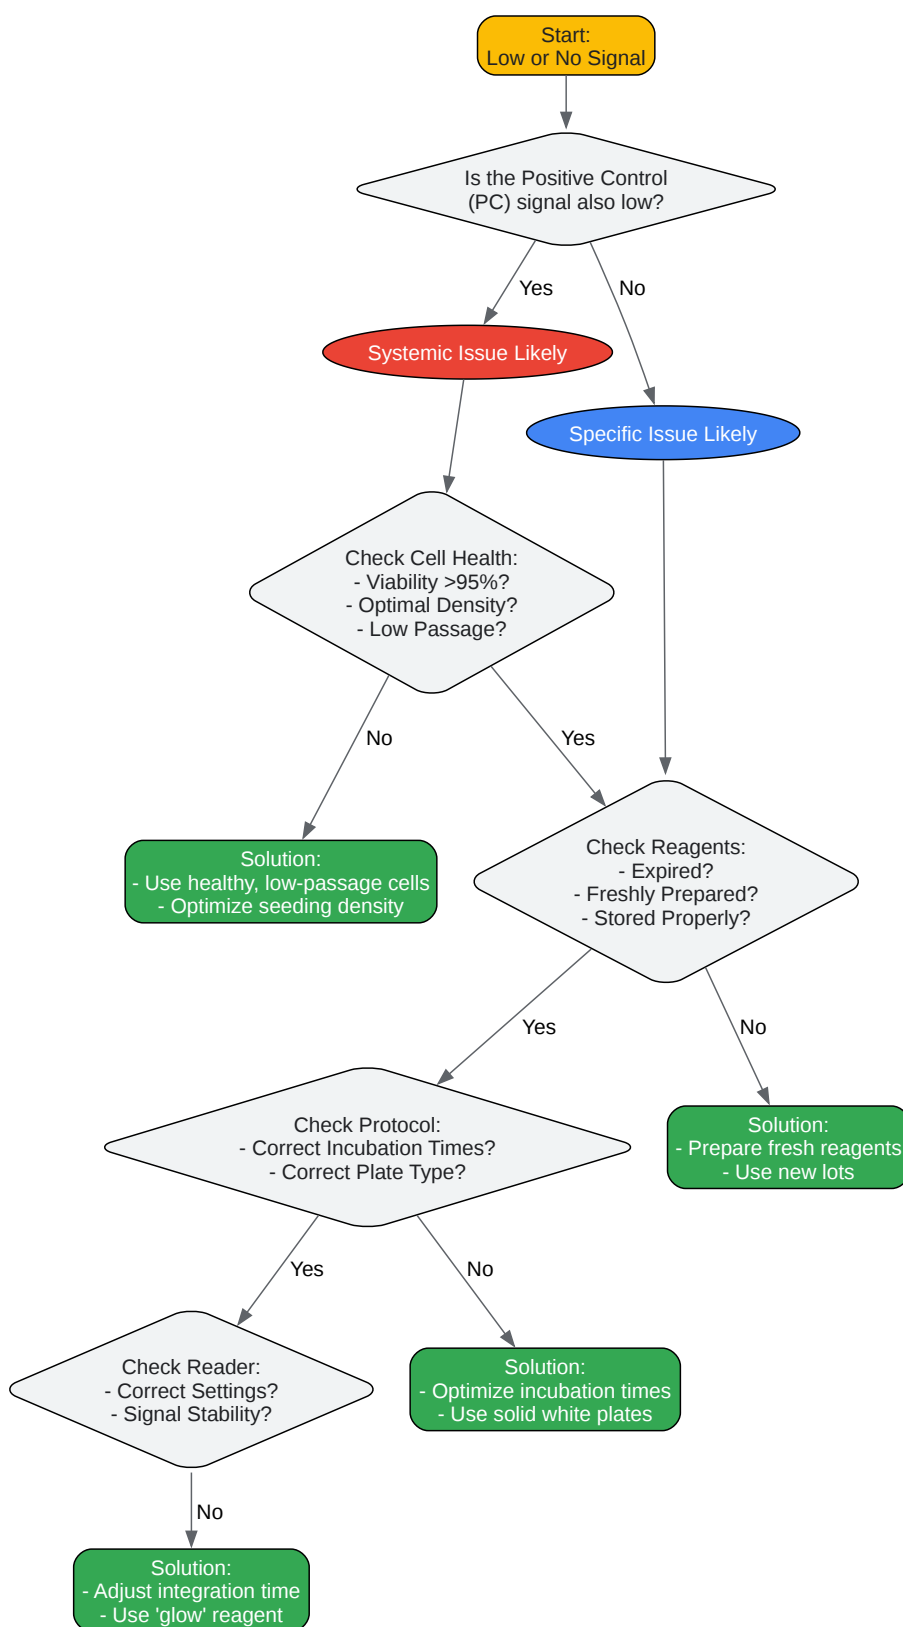 Start:
Low or No Signal
Is the Positive Control
(PC) signal also low?
Yes
No
Systemic Issue Likely
Specific Issue Likely
Check Cell Health:
- Viability >95%?
- Optimal Density?
- Low Passage?
No
Yes
Solution:
- Use healthy, low-passage cells
- Optimize seeding density
Check Reagents:
- Expired?
- Freshly Prepared?
- Stored Properly?
Yes
No
Check Protocol:
- Correct Incubation Times?
- Correct Plate Type?
Solution:
- Prepare fresh reagents
- Use new lots
Yes
No
Check Reader:
- Correct Settings?
- Signal Stability?
Solution:
- Optimize incubation times
- Use solid white plates
No
Solution:
- Adjust integration time
- Use 'glow' reagent